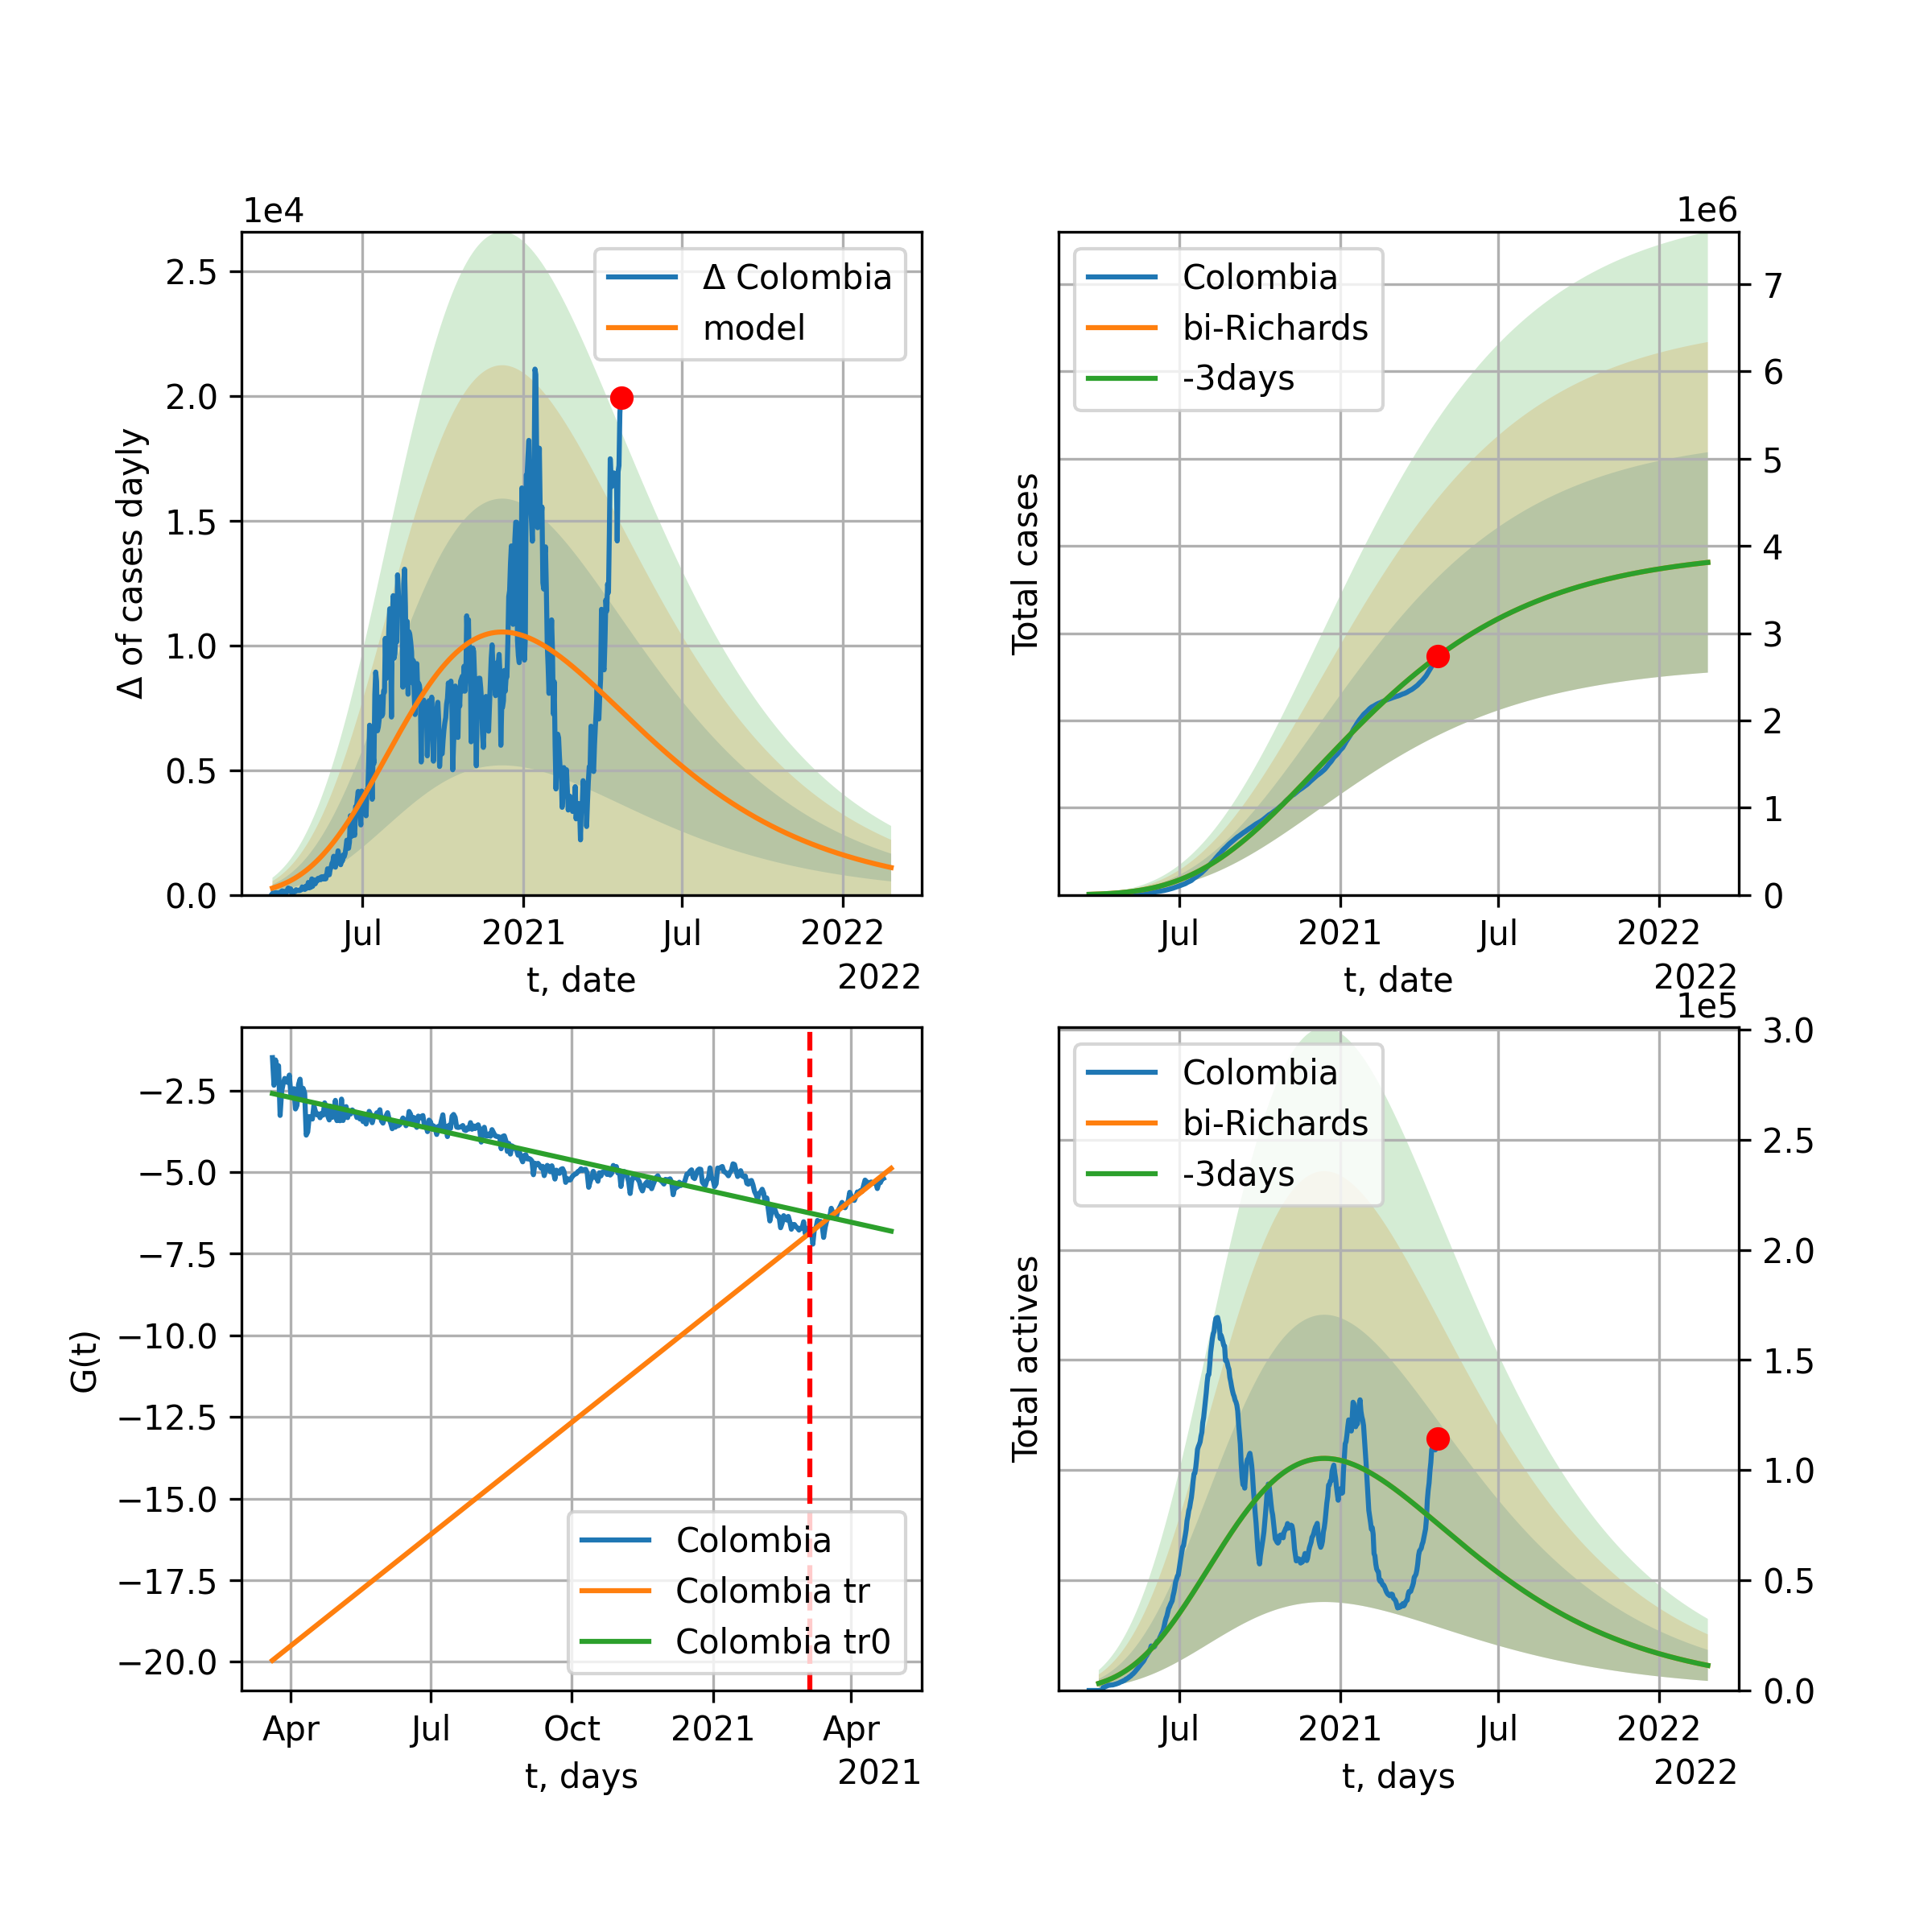 1e4
2.5
2.0
1.5
1.0
0.5
0.0
Δ of cases dayly
Δ Colombia
model
Jul
2021
Jul
2022
t, date
2022
1e6
7
6
5
4
3
2
1
0
Total cases
Colombia
bi-Richards
-3days
Jul
2021
Jul
2022
t, date
2022
−2.5
−5.0
−7.5
−10.0
−12.5
−15.0
−17.5
−20.0
G(t)
Colombia
Colombia tr
Colombia tr0
Apr
Jul
Oct
2021
Apr
t, days
2021
1e5
3.0
2.5
2.0
1.5
1.0
0.5
0.0
Total actives
Colombia
bi-Richards
-3days
Jul
2021
Jul
2022
t, days
2022